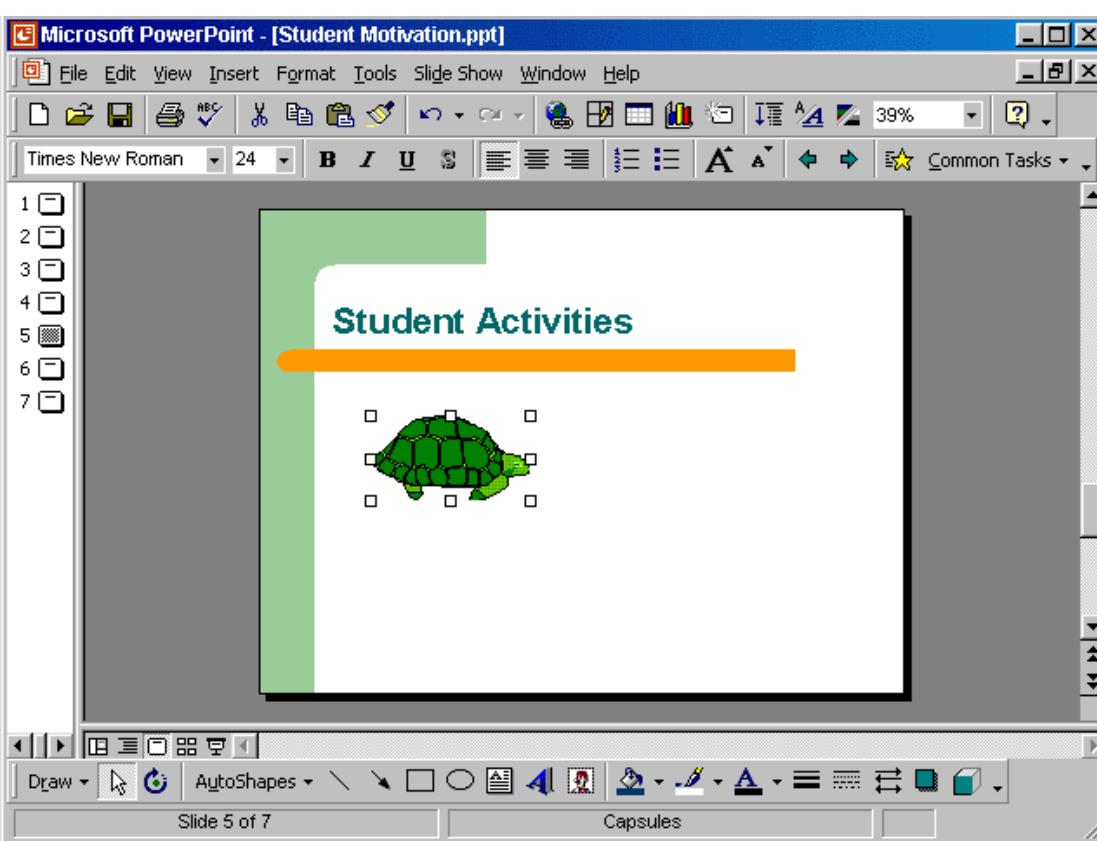 Microsoft PowerPoint - [Student Motivation.ppt]
File Edit View Insert Format Tools Slide Show Window Help
ABC 39% ?
Times New Roman 24 B I U S A A Common Tasks
1
2
3
4
5
6
7
Student Activities
Draw AutoShapes A A
Slide 5 of 7 Capsules